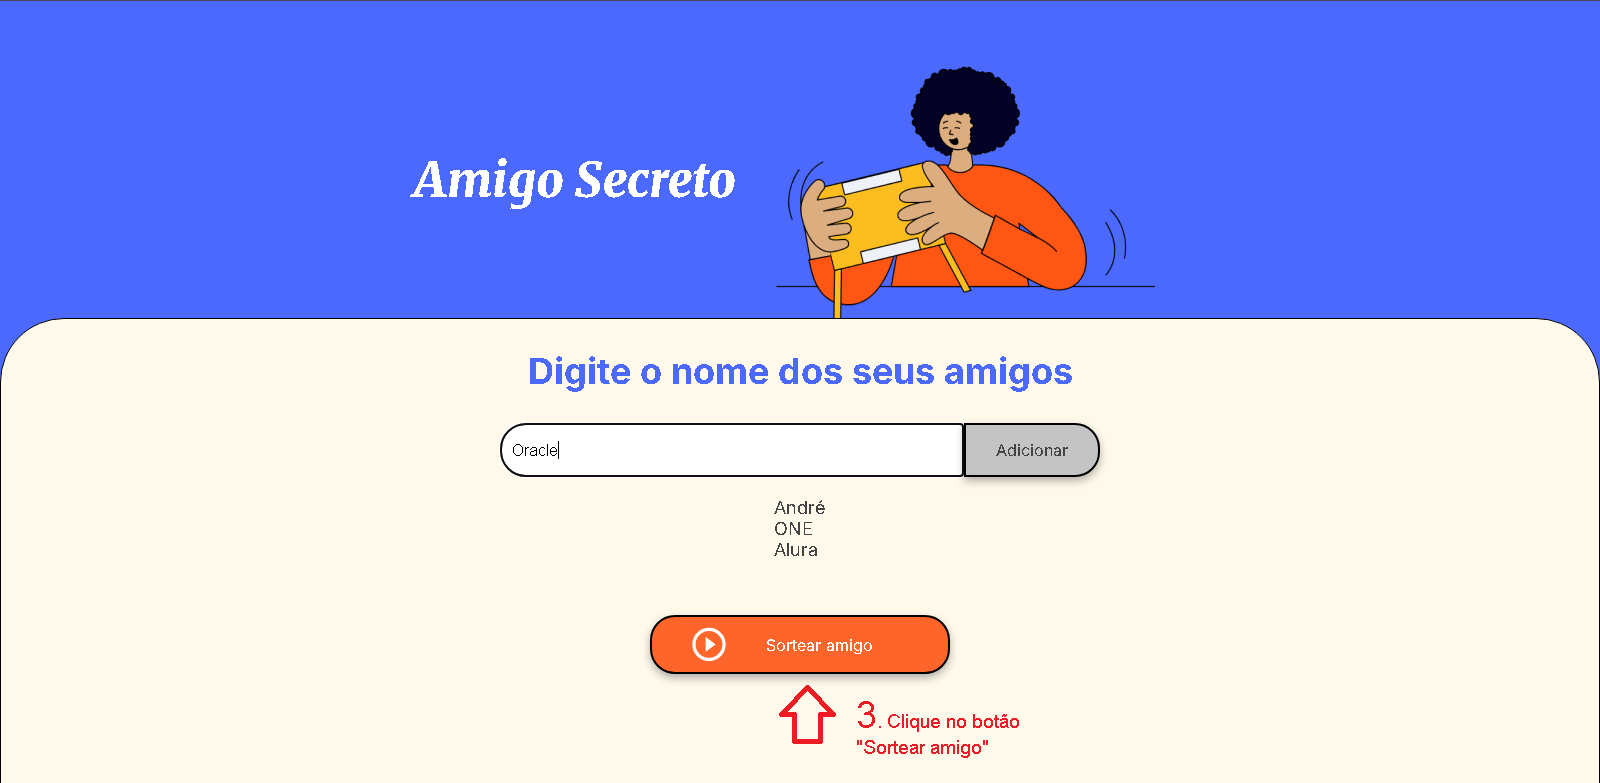 Amigo Secreto
Digite o nome dos seus amigos
Oracle
Adicionar
André
ONE
Alura
Sortear amigo
3. Clique no botão
"Sortear amigo"